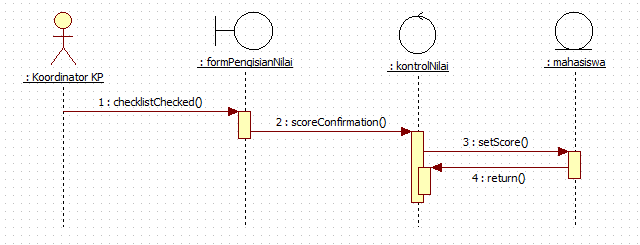 : Koordinator KP
: formPengisianNilai
: kontrolNilai
: mahasiswa
1 : checklistChecked()
2 : scoreConfirmation()
3 : setScore()
4 : return()